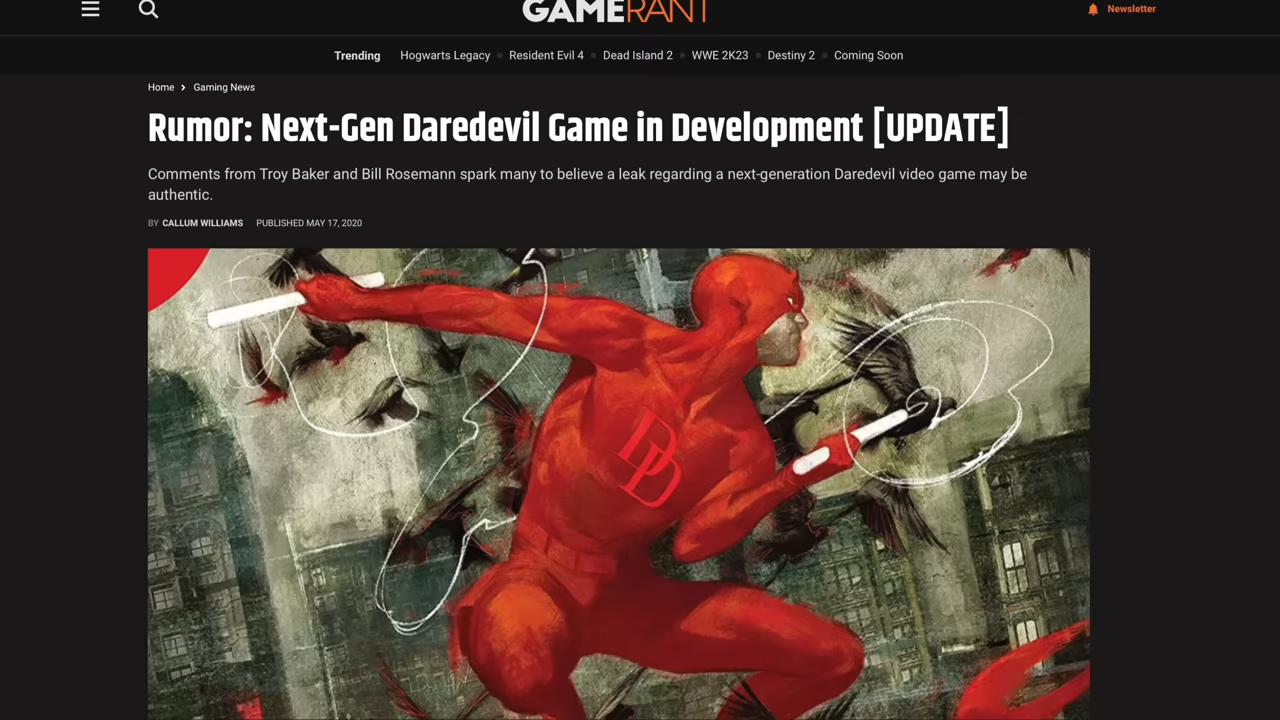 GAMERANT
Newsletter
Trending Hogwarts Legacy Resident Evil 4 Dead Island 2 WWE 2K23 Destiny 2 Coming Soon
Home > Gaming News
Rumor: Next-Gen Daredevil Game in Development [UPDATE]
Comments from Troy Baker and Bill Rosemann spark many to believe a leak regarding a next-generation Daredevil video game may be
authentic.
BY CALLUM WILLIAMS PUBLISHED MAY 17, 2020
DD